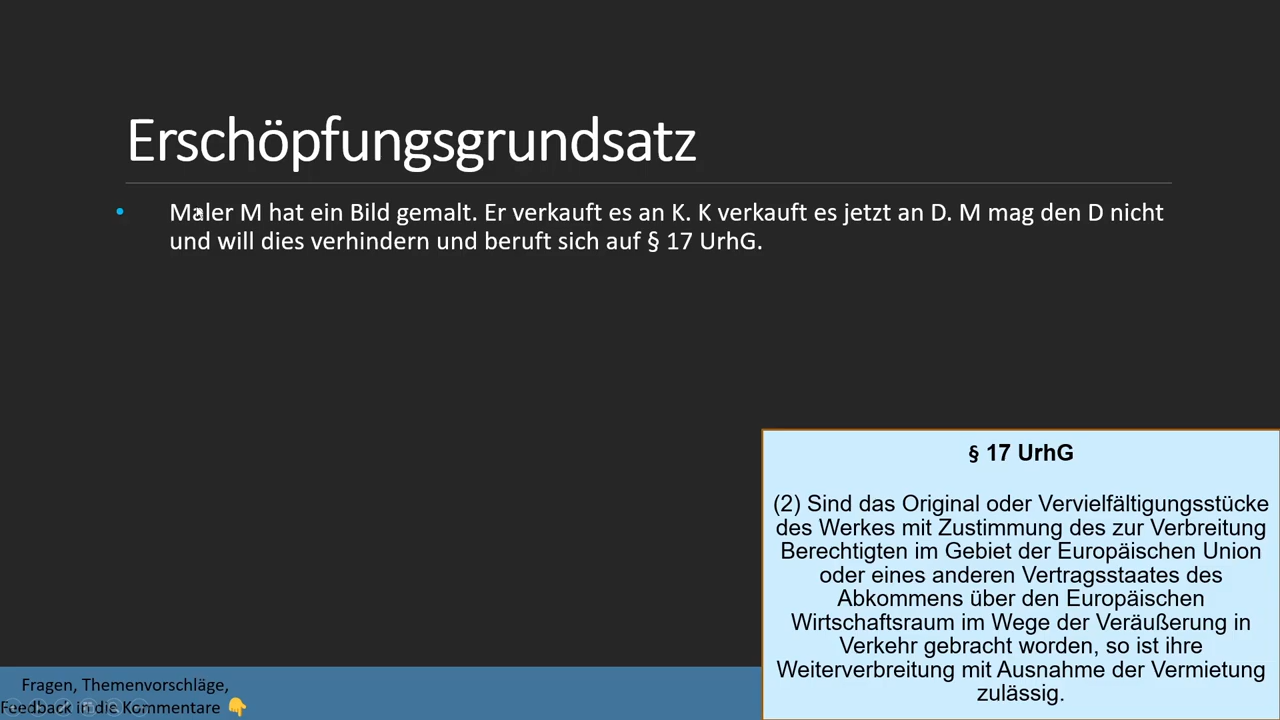 Erschöpfungsgrundsatz
Maler M hat ein Bild gemalt. Er verkauft es an K. K verkauft es jetzt an D. M mag den D nicht
und will dies verhindern und beruft sich auf § 17 UrhG.
§ 17 UrhG
(2) Sind das Original oder Vervielfältigungsstücke
des Werkes mit Zustimmung des zur Verbreitung
Berechtigten im Gebiet der Europäischen Union
oder eines anderen Vertragsstaates des
Abkommens über den Europäischen
Wirtschaftsraum im Wege der Veräußerung in
Verkehr gebracht worden, so ist ihre
Weiterverbreitung mit Ausnahme der Vermietung
zulässig.
Fragen, Themenvorschläge,
Feedback in die Kommentare 👇